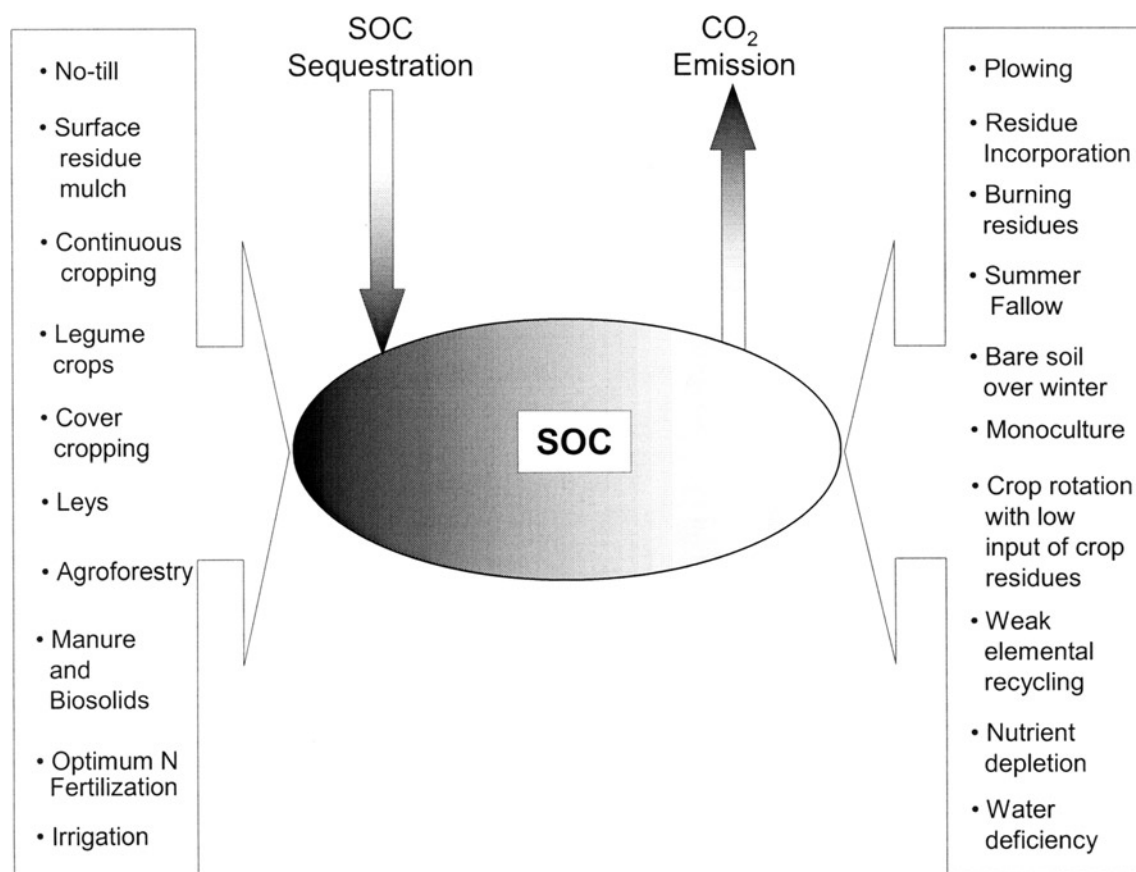 SOC
Sequestration
CO₂
Emission
• No-till
• Surface
residue
mulch
• Continuous
cropping
• Legume
crops
• Cover
cropping
• Leys
• Agroforestry
• Manure
and
Biosolids
• Optimum N
Fertilization
• Irrigation
SOC
• Plowing
• Residue
Incorporation
• Burning
residues
• Summer
Fallow
• Bare soil
over winter
• Monoculture
• Crop rotation
with low
input of crop
residues
• Weak
elemental
recycling
• Nutrient
depletion
• Water
deficiency